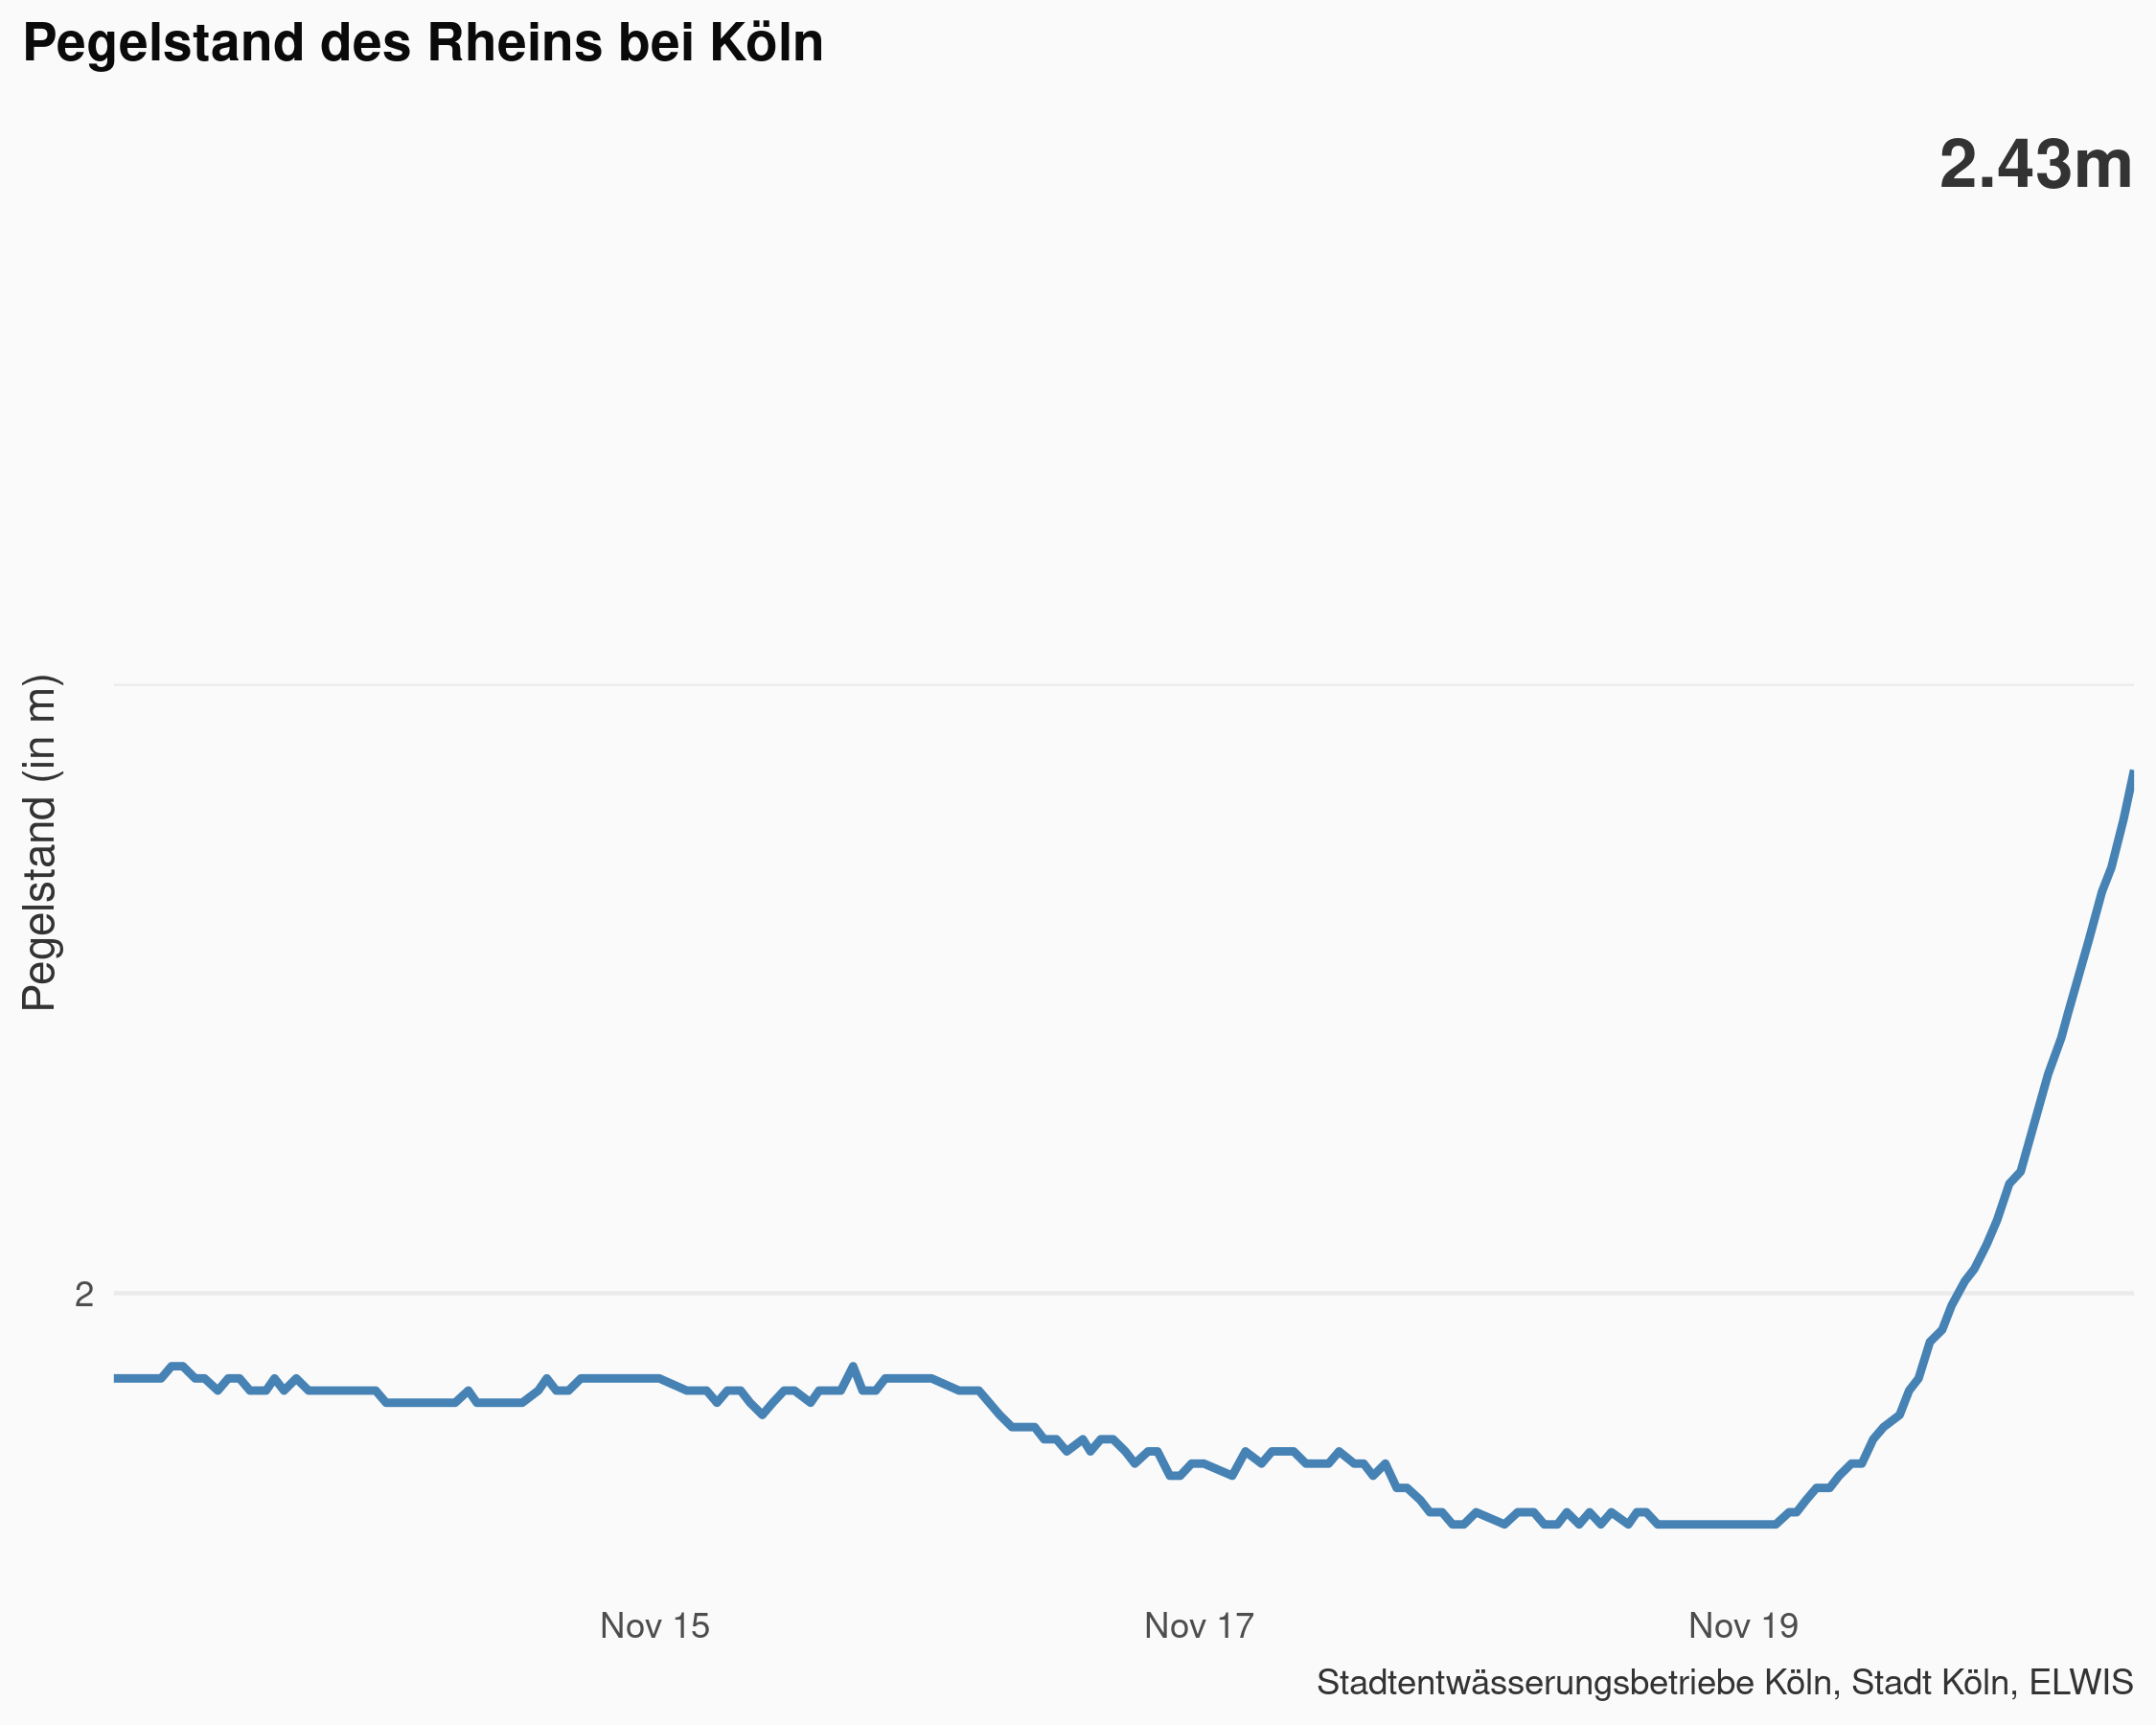 Pegelstand des Rheins bei Köln
2.43m
Pegelstand (in m)
2
Nov 15
Nov 17
Nov 19
Stadtentwässerungsbetriebe Köln, Stadt Köln, ELWIS